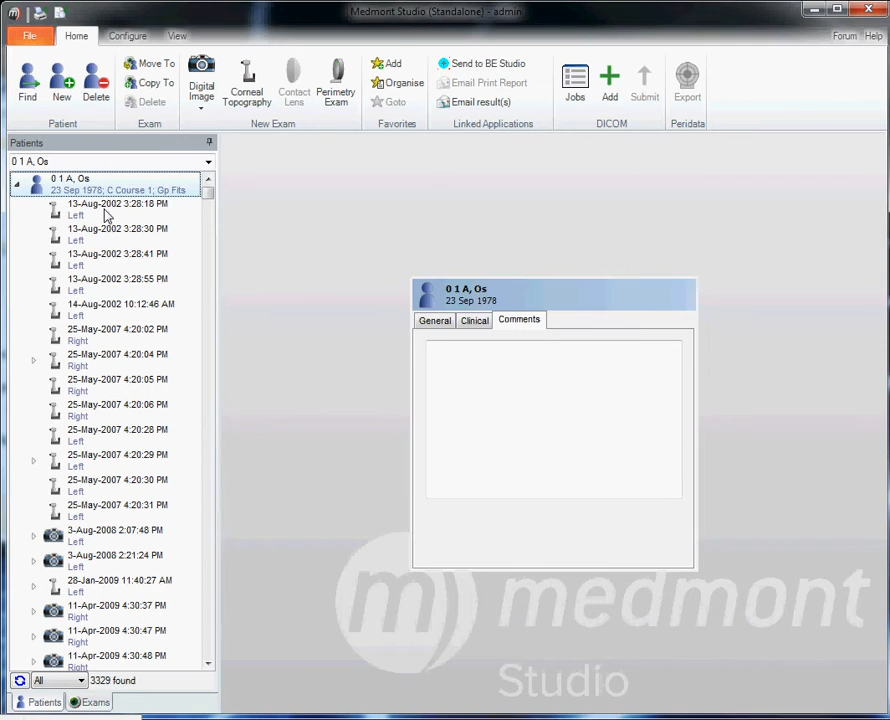 Medmont Studio (Standalone) - admin
File
Home
Configure
View
Forum
Help
Find
New
Delete
Patient
Move To
Copy To
Delete
Exam
Digital Image
Corneal Topography
Contact Lens
Perimetry Exam
New Exam
Add
Organise
Goto
Favorites
Send to BE Studio
Email Print Report
Email result(s)
Linked Applications
Jobs
Add
Submit
DICOM
Export
Peridata
Patients
0 1 A, Os
0 1 A, Os
23 Sep 1978; C Course 1; Gp Fits
13-Aug-2002 3:28:18 PM
Left
13-Aug-2002 3:28:30 PM
Left
13-Aug-2002 3:28:41 PM
Left
13-Aug-2002 3:28:55 PM
Left
14-Aug-2002 10:12:46 AM
Left
25-May-2007 4:20:02 PM
Right
25-May-2007 4:20:04 PM
Right
25-May-2007 4:20:05 PM
Right
25-May-2007 4:20:06 PM
Right
25-May-2007 4:20:28 PM
Left
25-May-2007 4:20:29 PM
Left
25-May-2007 4:20:30 PM
Left
25-May-2007 4:20:31 PM
Left
3-Aug-2008 2:07:48 PM
Left
3-Aug-2008 2:21:24 PM
Left
28-Jan-2009 11:40:27 AM
Left
11-Apr-2009 4:30:37 PM
Right
11-Apr-2009 4:30:47 PM
Right
11-Apr-2009 4:30:48 PM
Right
All
3329 found
Patients
Exams
0 1 A, Os
23 Sep 1978
General
Clinical
Comments
m medmont
Studio